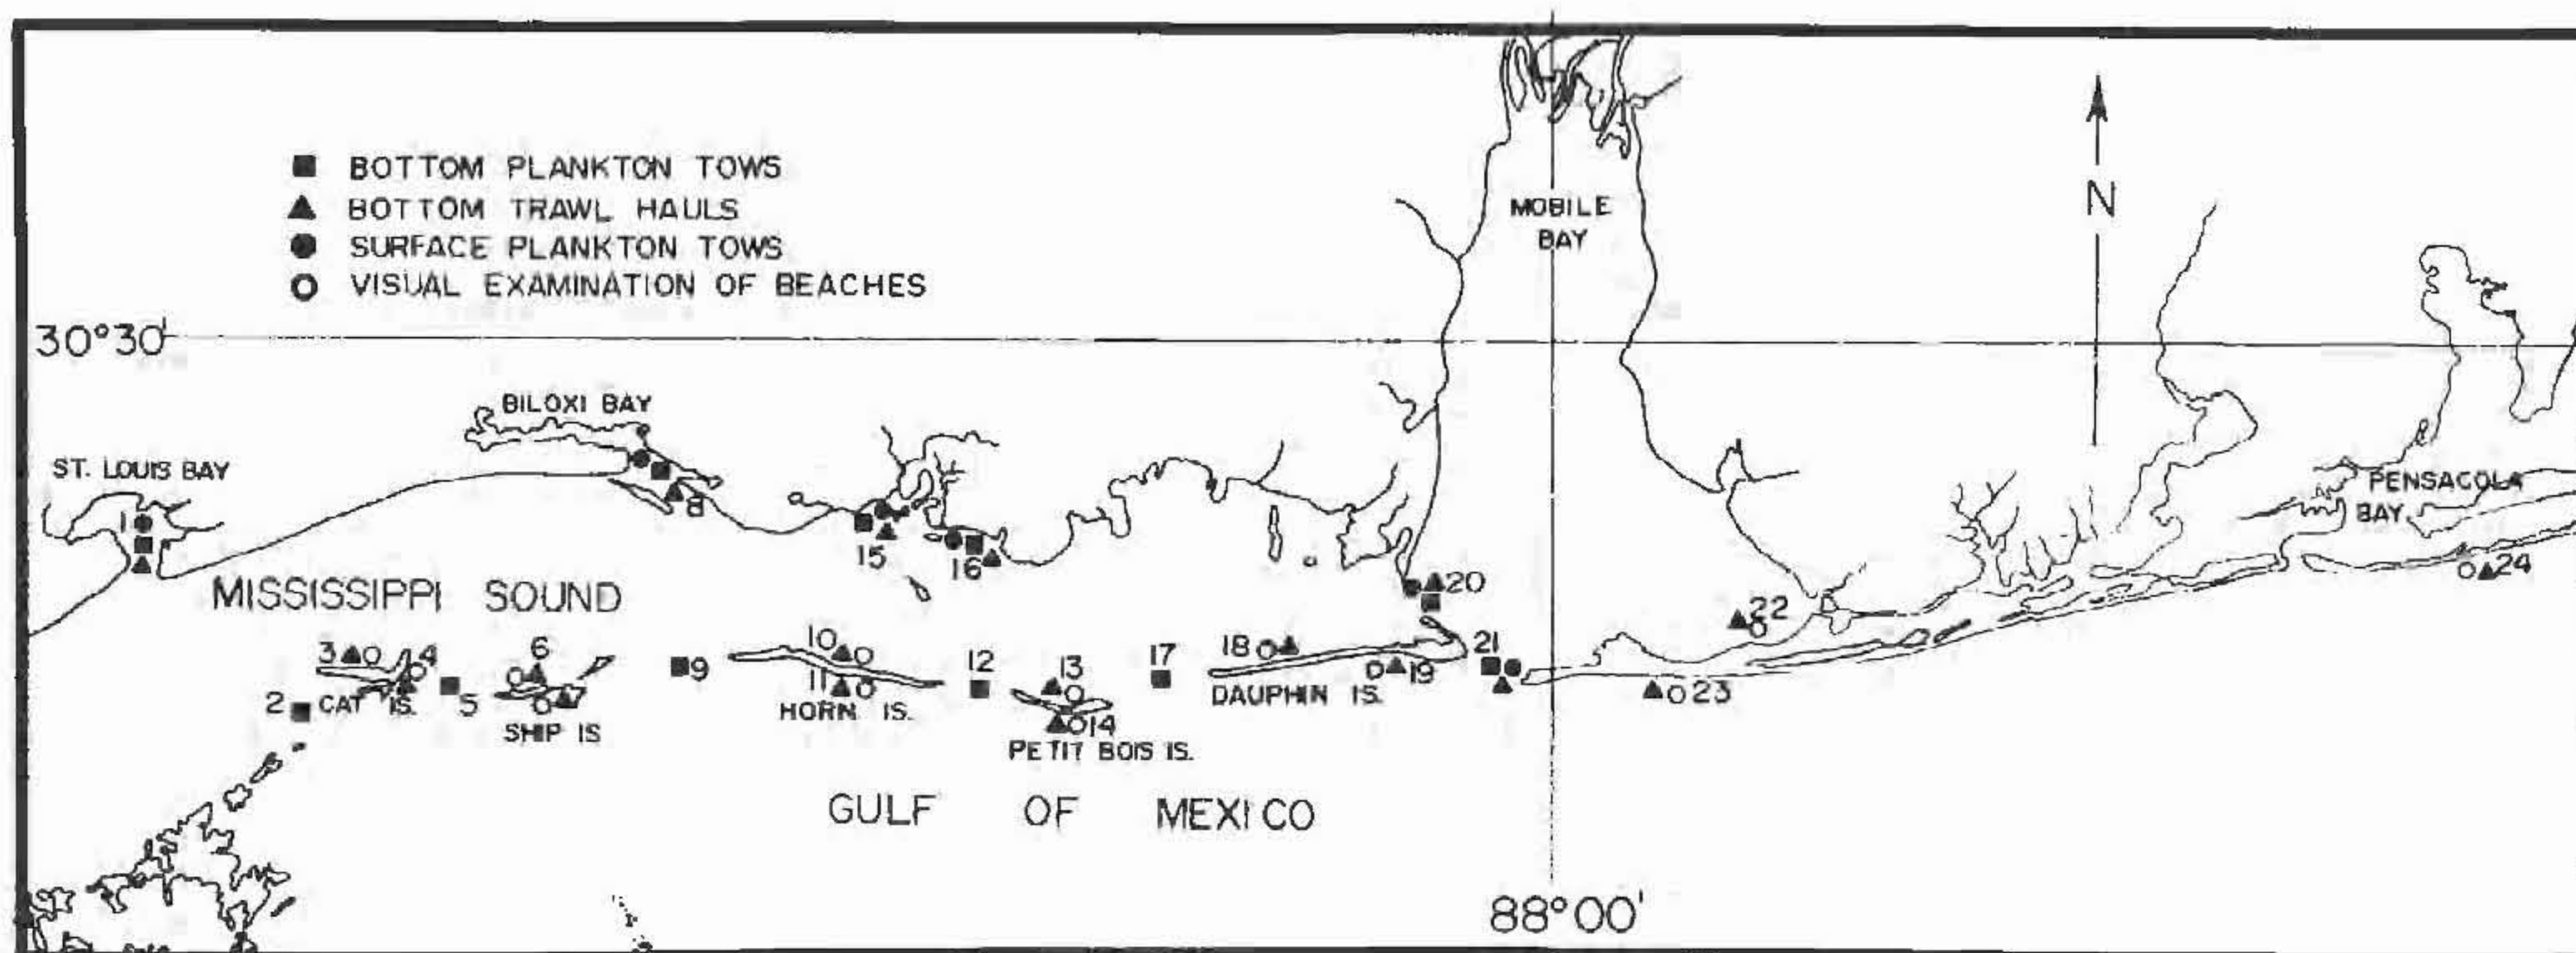 BOTTOM PLANKTON TOWS
BOTTOM TRAWL HAULS
SURFACE PLANKTON TOWS
VISUAL EXAMINATION OF BEACHES
MOBILE
BAY
N
30°30'
BILOXI BAY
ST. LOUIS BAY
PENSACOLA
BAY
1
8
15
16
20
24
MISSISSIPPI SOUND
22
3
4
6
10
18
21
9
12
13
17
19
2
CAT IS.
5
11
DAUPHIN IS.
23
SHIP IS
HORN IS.
14
PETIT BOIS IS.
GULF OF MEXICO
88°00'